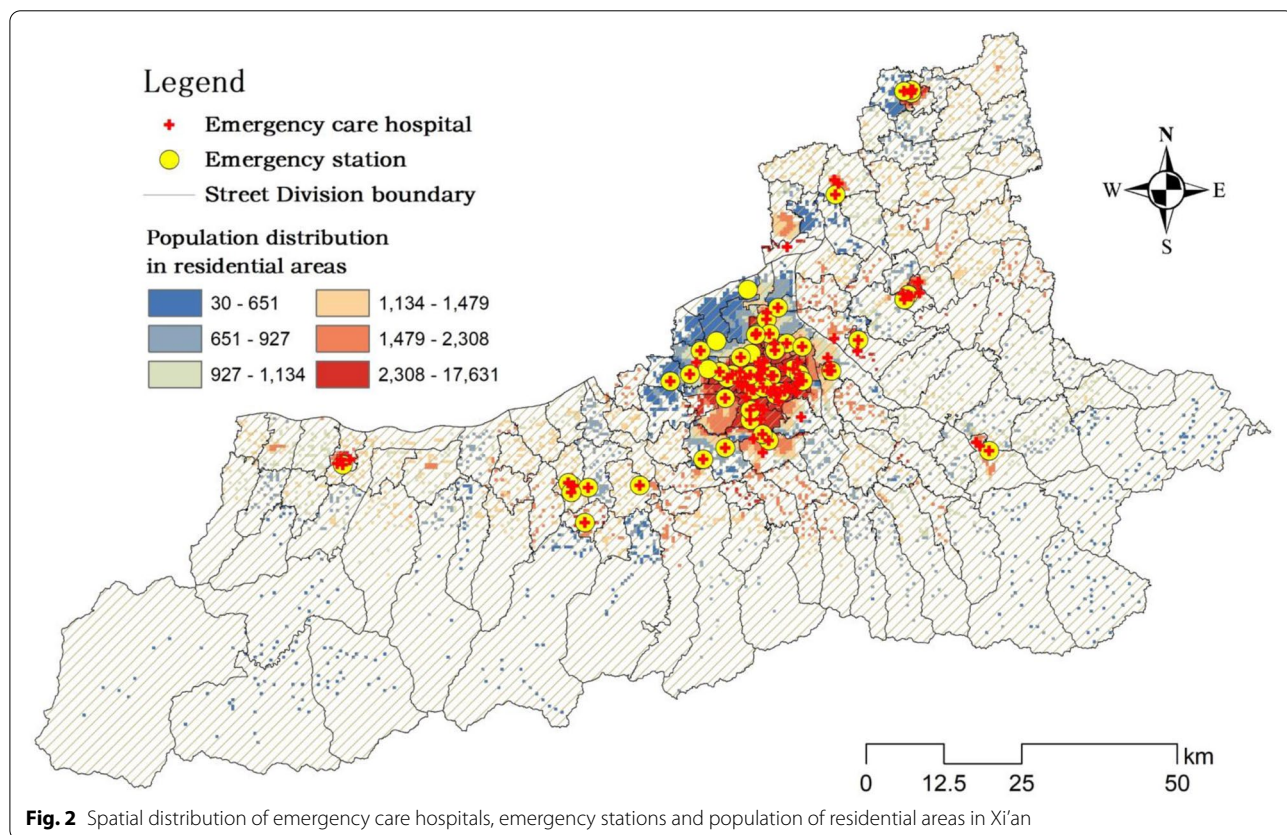 Legend
Emergency care hospital
Emergency station
Street Division boundary
Population distribution
in residential areas
30 - 651
651 - 927
927 - 1,134
1,134 - 1,479
1,479 - 2,308
2,308 - 17,631
N
W
E
S
km
0
12.5
25
50
Fig. 2 Spatial distribution of emergency care hospitals, emergency stations and population of residential areas in Xi’an